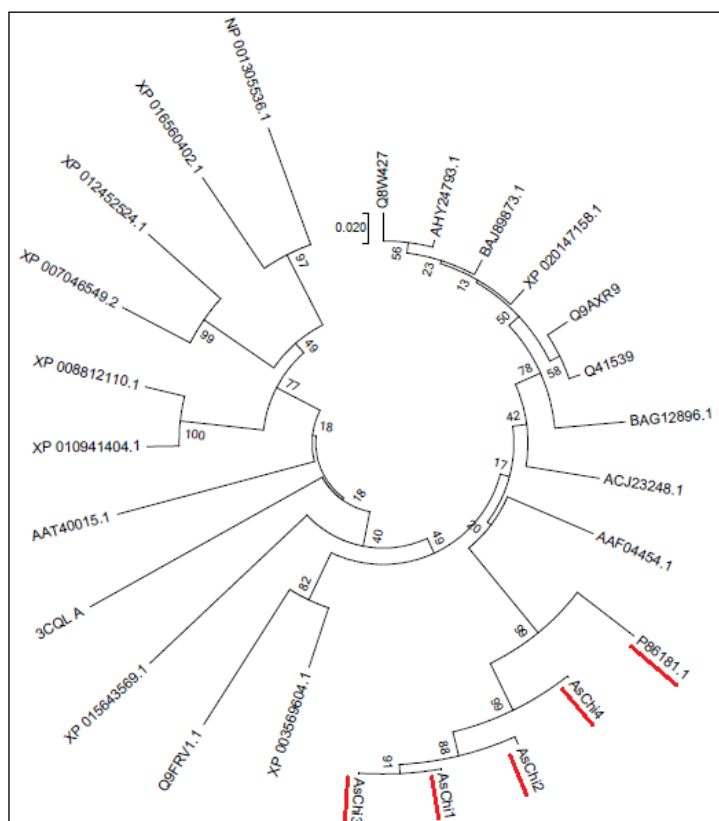 NP 001305536.1
XP 016560402.1
XP 012452524.1
XP 007046549.2
XP 008812110.1
XP 010941404.1
AAT40015.1
3CQL A
XP 015643569.1
Q9FRV1.1
XP 003569604.1
AsChi3
AsChi1
AsChi2
AsChi4
P86181.1
AAF04454.1
ACJ23248.1
BAG12896.1
Q41539
Q9AXR9
XP 020147158.1
BAJ89873.1
AHY24793.1
Q8W427
0.020
97
99
49
77
100
18
18
40
49
82
56
23
13
50
58
78
42
17
20
99
99
88
91